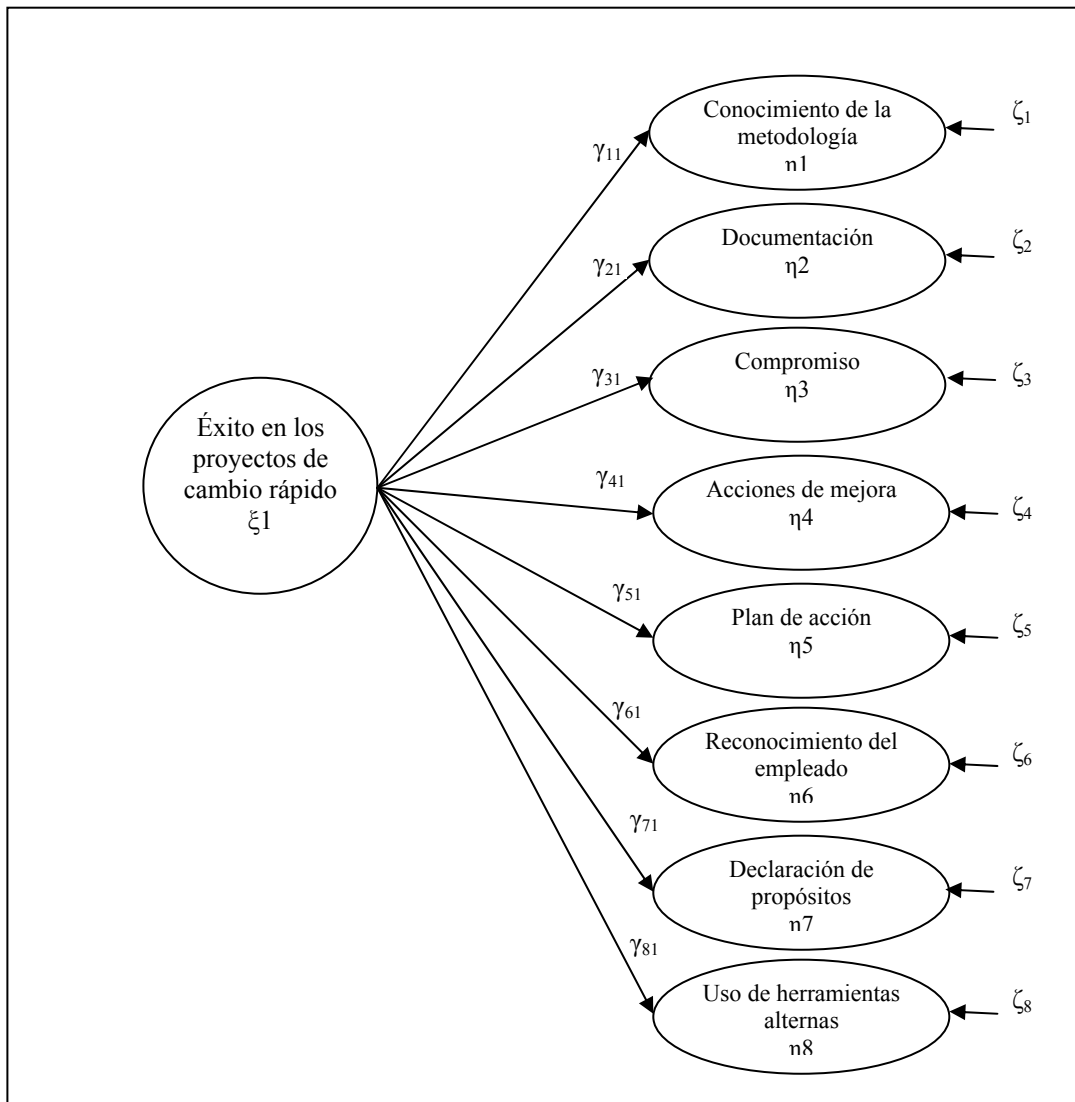 Conocimiento de la
metodología
η1
ζ1
γ11
Documentación
η2
ζ2
γ21
Compromiso
η3
ζ3
γ31
Éxito en los
proyectos de
cambio rápido
ξ1
Acciones de mejora
η4
ζ4
γ41
Plan de acción
η5
ζ5
γ51
Reconocimiento del
empleado
η6
ζ6
γ61
Declaración de
propósitos
η7
ζ7
γ71
Uso de herramientas
alternas
η8
ζ8
γ81